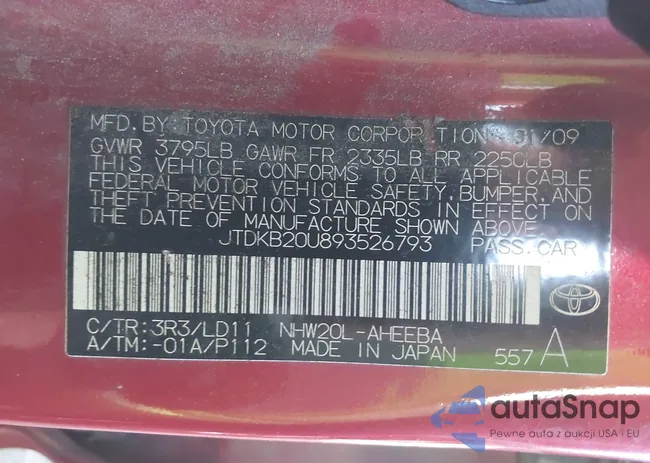 MFD. BY TOYOTA MOTOR CORPORATION 01/09
GVWR 3795LB GAWR FR 2335LB RR 2250LB
THIS VEHICLE CONFORMS TO ALL APPLICABLE
FEDERAL MOTOR VEHICLE SAFETY, BUMPER, AND
THEFT PREVENTION STANDARDS IN EFFECT ON
THE DATE OF MANUFACTURE SHOWN ABOVE.
JTDKB20U893526793 PASS. CAR
C/TR: 3R3/LD11 NHW20L-AHEEBA
A/TM: -01A/P112 MADE IN JAPAN 557 A
autaSnap
Pewne auta z aukcji USA i EU